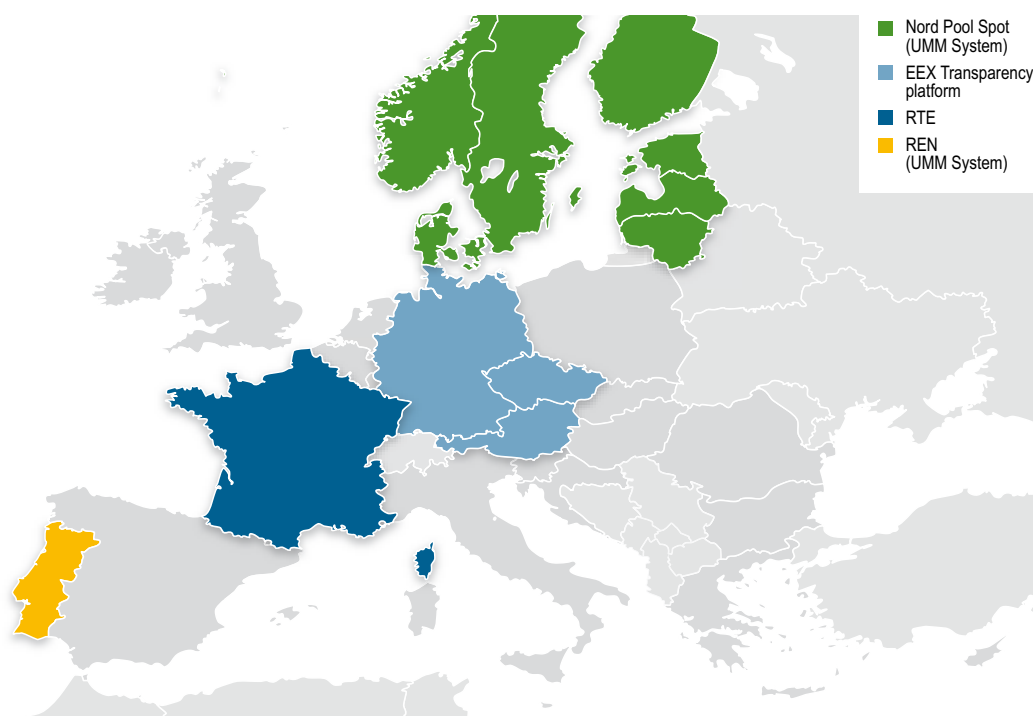 Nord Pool Spot
(UMM System)
EEX Transparency
platform
RTE
REN
(UMM System)